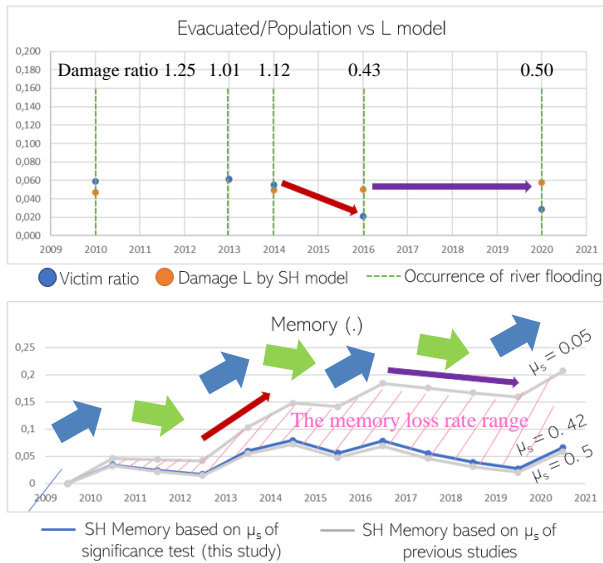 Evacuated/Population vs L model
0,200
0,180
0,160
0,140
0,120
0,100
0,080
0,060
0,040
0,020
0,000
Damage ratio 1.25 1.01 1.12 0.43 0.50
2009 2010 2011 2012 2013 2014 2015 2016 2017 2018 2019 2020 2021
Victim ratio Damage L by SH model Occurrence of river flooding
Memory (.)
0,25
0,2
0,15
0,1
0,05
0
The memory loss rate range
μs = 0.05
μs = 0.42
μs = 0.5
2009 2010 2011 2012 2013 2014 2015 2016 2017 2018 2019 2020 2021
SH Memory based on μs of
significance test (this study)
SH Memory based on μs of
previous studies